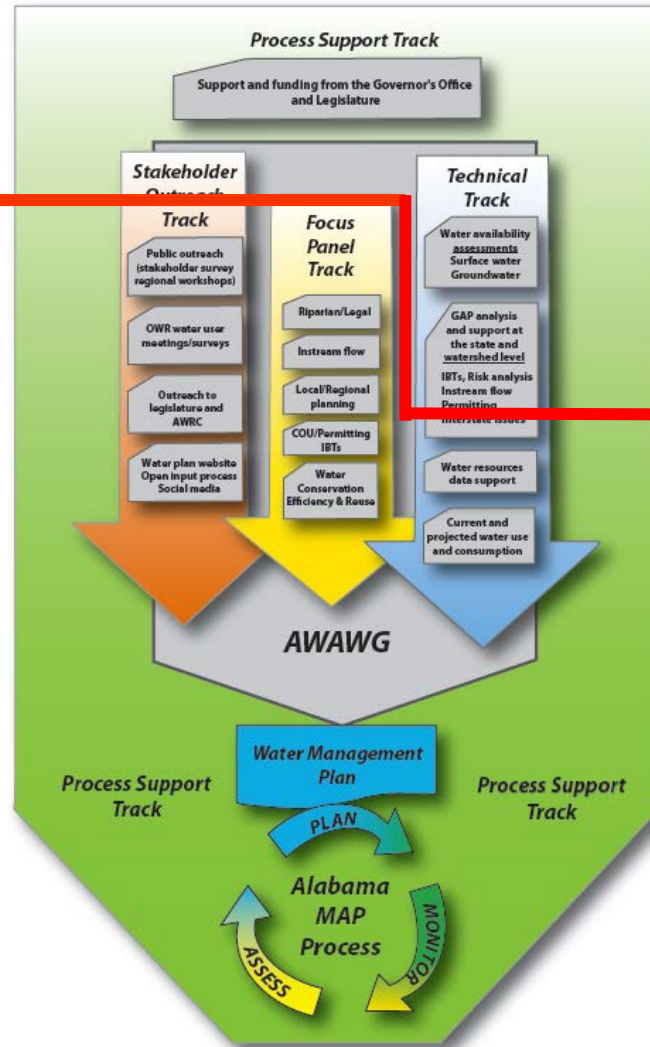 Process Support Track
Support and funding from the Governor's Office
and Legislature
Stakeholder
Track
Public outreach
(stakeholder survey
regional workshops)
OWR water user
meetings/surveys
Outreach to
legislature and
AWRC
Water plan website
Open input process
Social media
Focus
Panel
Track
Riparian/Legal
Instream flow
Local/Regional
planning
COU/Permitting
IBTs
Water
Conservation
Efficiency & Reuse
Technical
Track
Water availability
assessments
Surface water
Groundwater
GAP analysis
and support at
the state and
watershed level
IBTs, Risk analysis
Instream flow
Permitting
Interstate issues
Water resources
data support
Current and
projected water use
and consumption
AWAWG
Water Management
Plan
Process Support
Track
Process Support
Track
PLAN
MONITOR
ASSESS
Alabama
MAP
Process